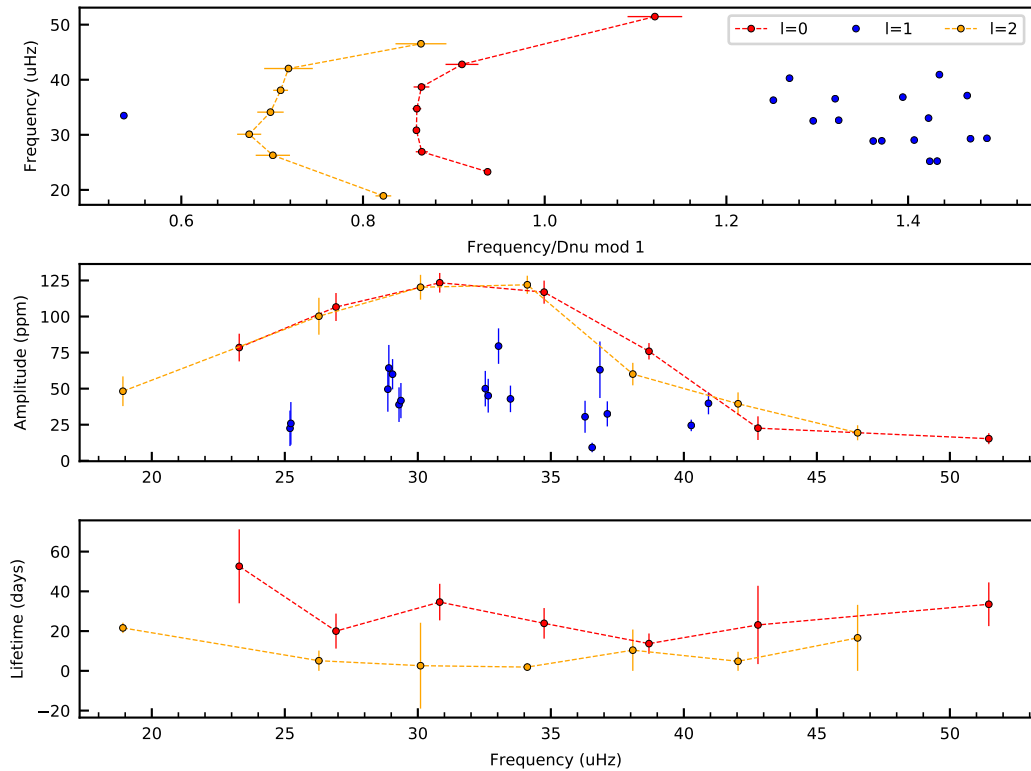 l=0 l=1 l=2
50
40
30
20
Frequency (uHz)
0.6 0.8 1.0 1.2 1.4
Frequency/Dnu mod 1
125
100
75
50
25
0
Amplitude (ppm)
20 25 30 35 40 45 50
60
40
20
0
−20
Lifetime (days)
20 25 30 35 40 45 50
Frequency (uHz)